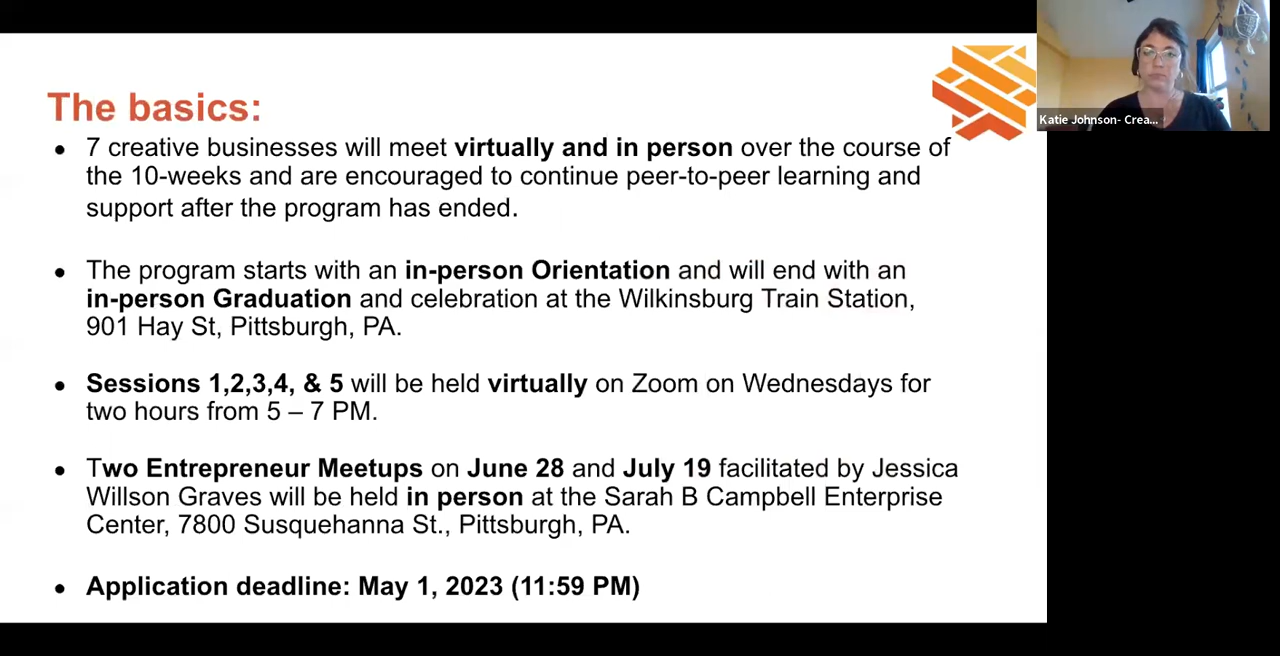 The basics:
• 7 creative businesses will meet virtually and in person over the course of
the 10-weeks and are encouraged to continue peer-to-peer learning and
support after the program has ended.
• The program starts with an in-person Orientation and will end with an
in-person Graduation and celebration at the Wilkinsburg Train Station,
901 Hay St, Pittsburgh, PA.
• Sessions 1,2,3,4, & 5 will be held virtually on Zoom on Wednesdays for
two hours from 5 – 7 PM.
• Two Entrepreneur Meetups on June 28 and July 19 facilitated by Jessica
Willson Graves will be held in person at the Sarah B Campbell Enterprise
Center, 7800 Susquehanna St., Pittsburgh, PA.
• Application deadline: May 1, 2023 (11:59 PM)
Katie Johnson- Crea...